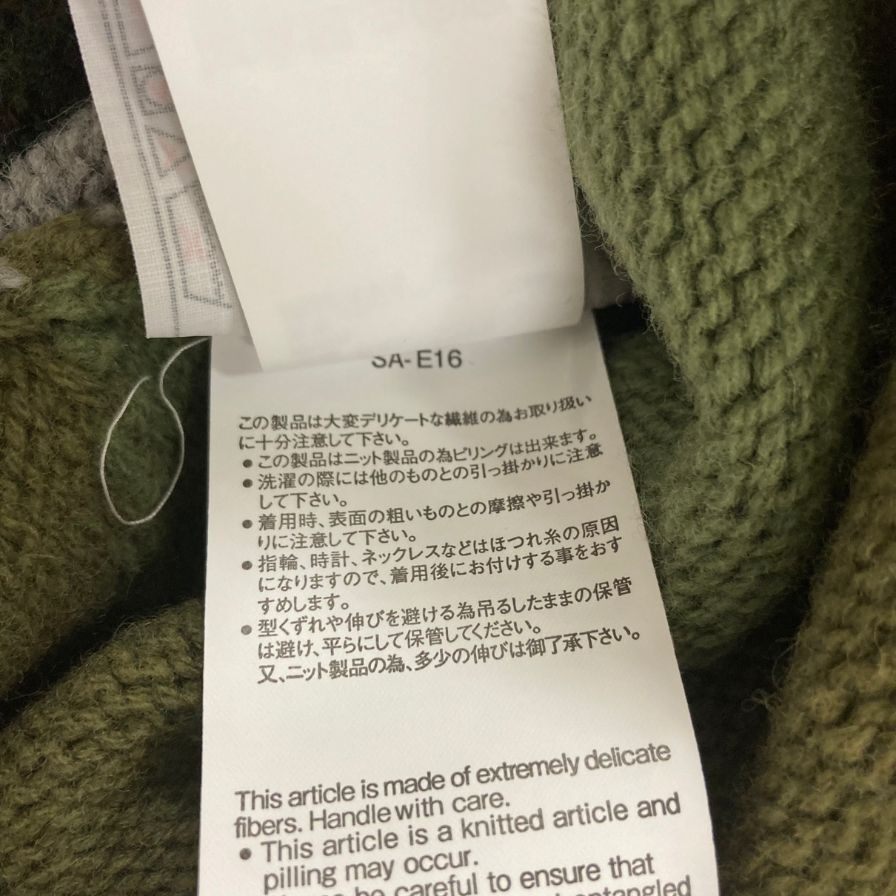 SA-E16
この製品は大変デリケートな繊維の為お取り扱い
に十分注意して下さい。
● この製品はニット製品の為ピリングは出来ます。
● 洗濯の際には他のものとの引っ掛かりに注意
して下さい。
● 着用時、表面の粗いものとの摩擦や引っ掛か
りに注意して下さい。
● 指輪、時計、ネックレスなどはほつれ糸の原因
になりますので、着用後にお付けする事をおす
すめします。
● 型くずれや伸びを避ける為吊るしたままの保管
は避け、平らにして保管してください。
又、ニット製品の為、多少の伸びは御了承下さい。
This article is made of extremely delicate
fibers. Handle with care.
● This article is a knitted article and
pilling may occur.
be careful to ensure that
entangled